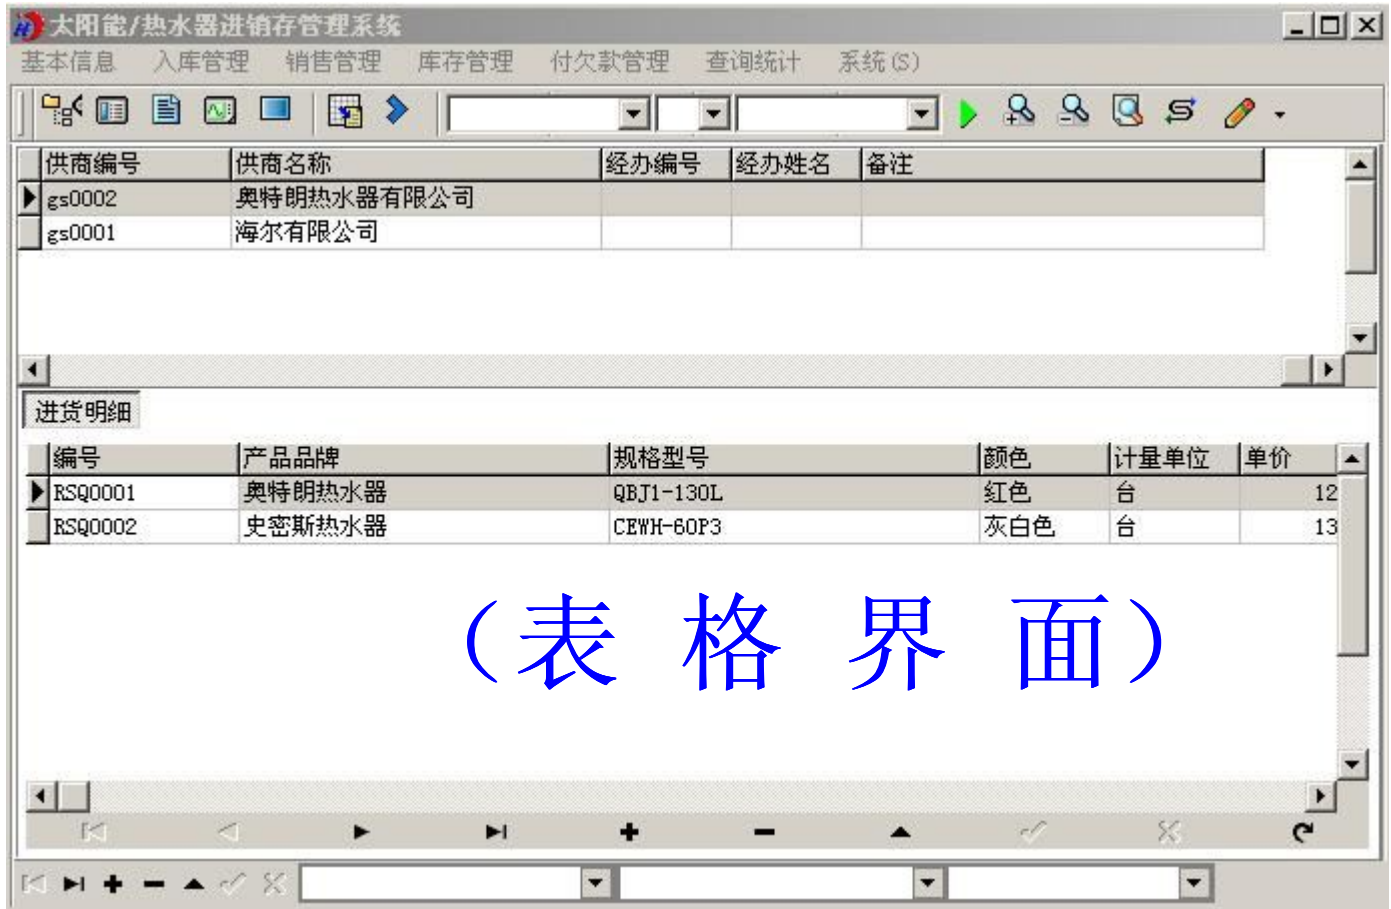 太阳能/热水器进销存管理系统
基本信息 入库管理 销售管理 库存管理 付欠款管理 查询统计 系统(S)
供商编号 供商名称 经办编号 经办姓名 备注
gs0002 奥特朗热水器有限公司
gs0001 海尔有限公司
进货明细
编号 产品品牌 规格型号 颜色 计量单位 单价
RSQ0001 奥特朗热水器 QBJ1-130L 红色 台 12
RSQ0002 史密斯热水器 CEWH-60P3 灰白色 台 13
（表 格 界 面）